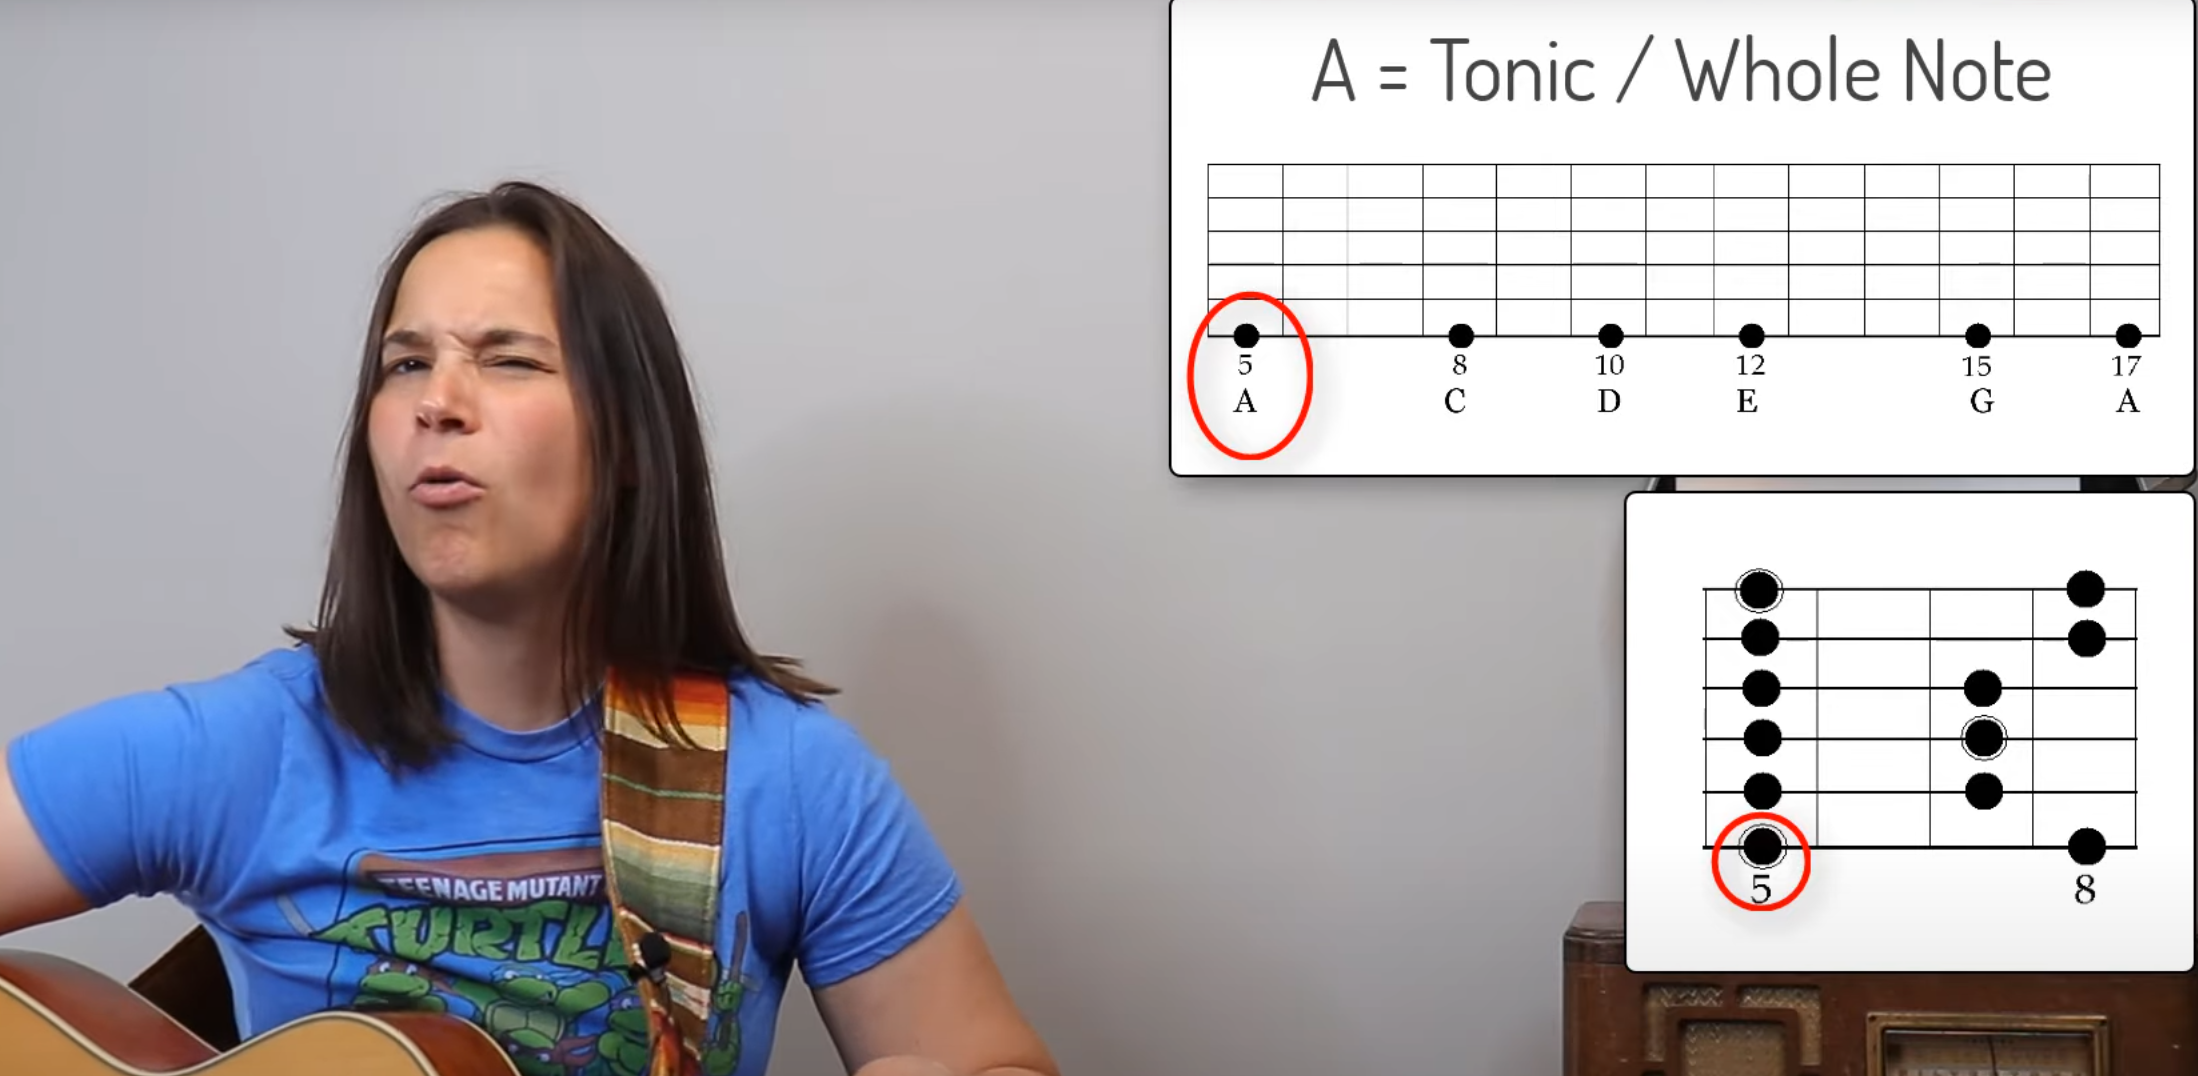 A = Tonic / Whole Note
5 8 10 12 15 17
A C D E G A
5 8
TEENAGE MUTANT